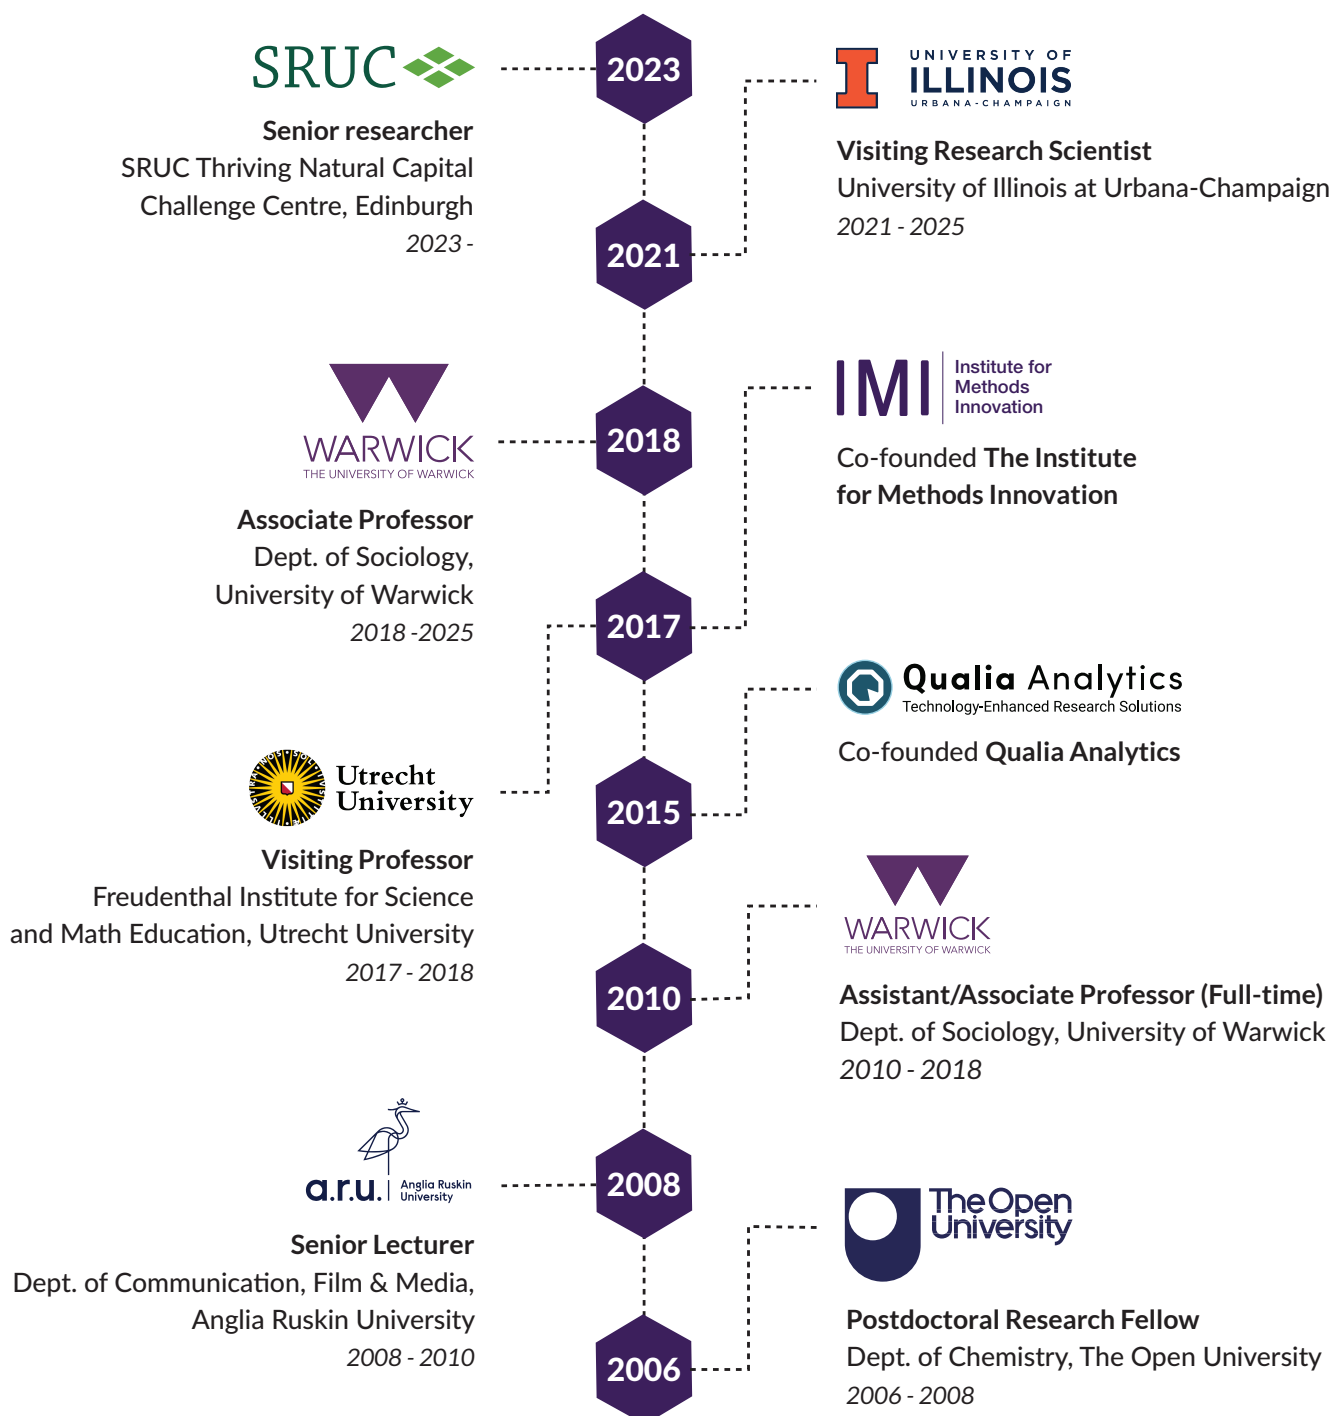 SRUC
2023
Senior researcher
SRUC Thriving Natural Capital
Challenge Centre, Edinburgh
2023 -
UNIVERSITY OF
ILLINOIS
URBANA-CHAMPAIGN
Visiting Research Scientist
University of Illinois at Urbana-Champaign
2021 - 2025
2021
WARWICK
THE UNIVERSITY OF WARWICK
2018
Associate Professor
Dept. of Sociology,
University of Warwick
2018 -2025
IMI
Institute for
Methods
Innovation
Co-founded The Institute
for Methods Innovation
2017
Utrecht
University
Visiting Professor
Freudenthal Institute for Science
and Math Education, Utrecht University
2017 - 2018
Qualia Analytics
Technology-Enhanced Research Solutions
Co-founded Qualia Analytics
2015
WARWICK
THE UNIVERSITY OF WARWICK
Assistant/Associate Professor (Full-time)
Dept. of Sociology, University of Warwick
2010 - 2018
2010
a.r.u.
Anglia Ruskin
University
2008
Senior Lecturer
Dept. of Communication, Film & Media,
Anglia Ruskin University
2008 - 2010
The Open
University
Postdoctoral Research Fellow
Dept. of Chemistry, The Open University
2006 - 2008
2006